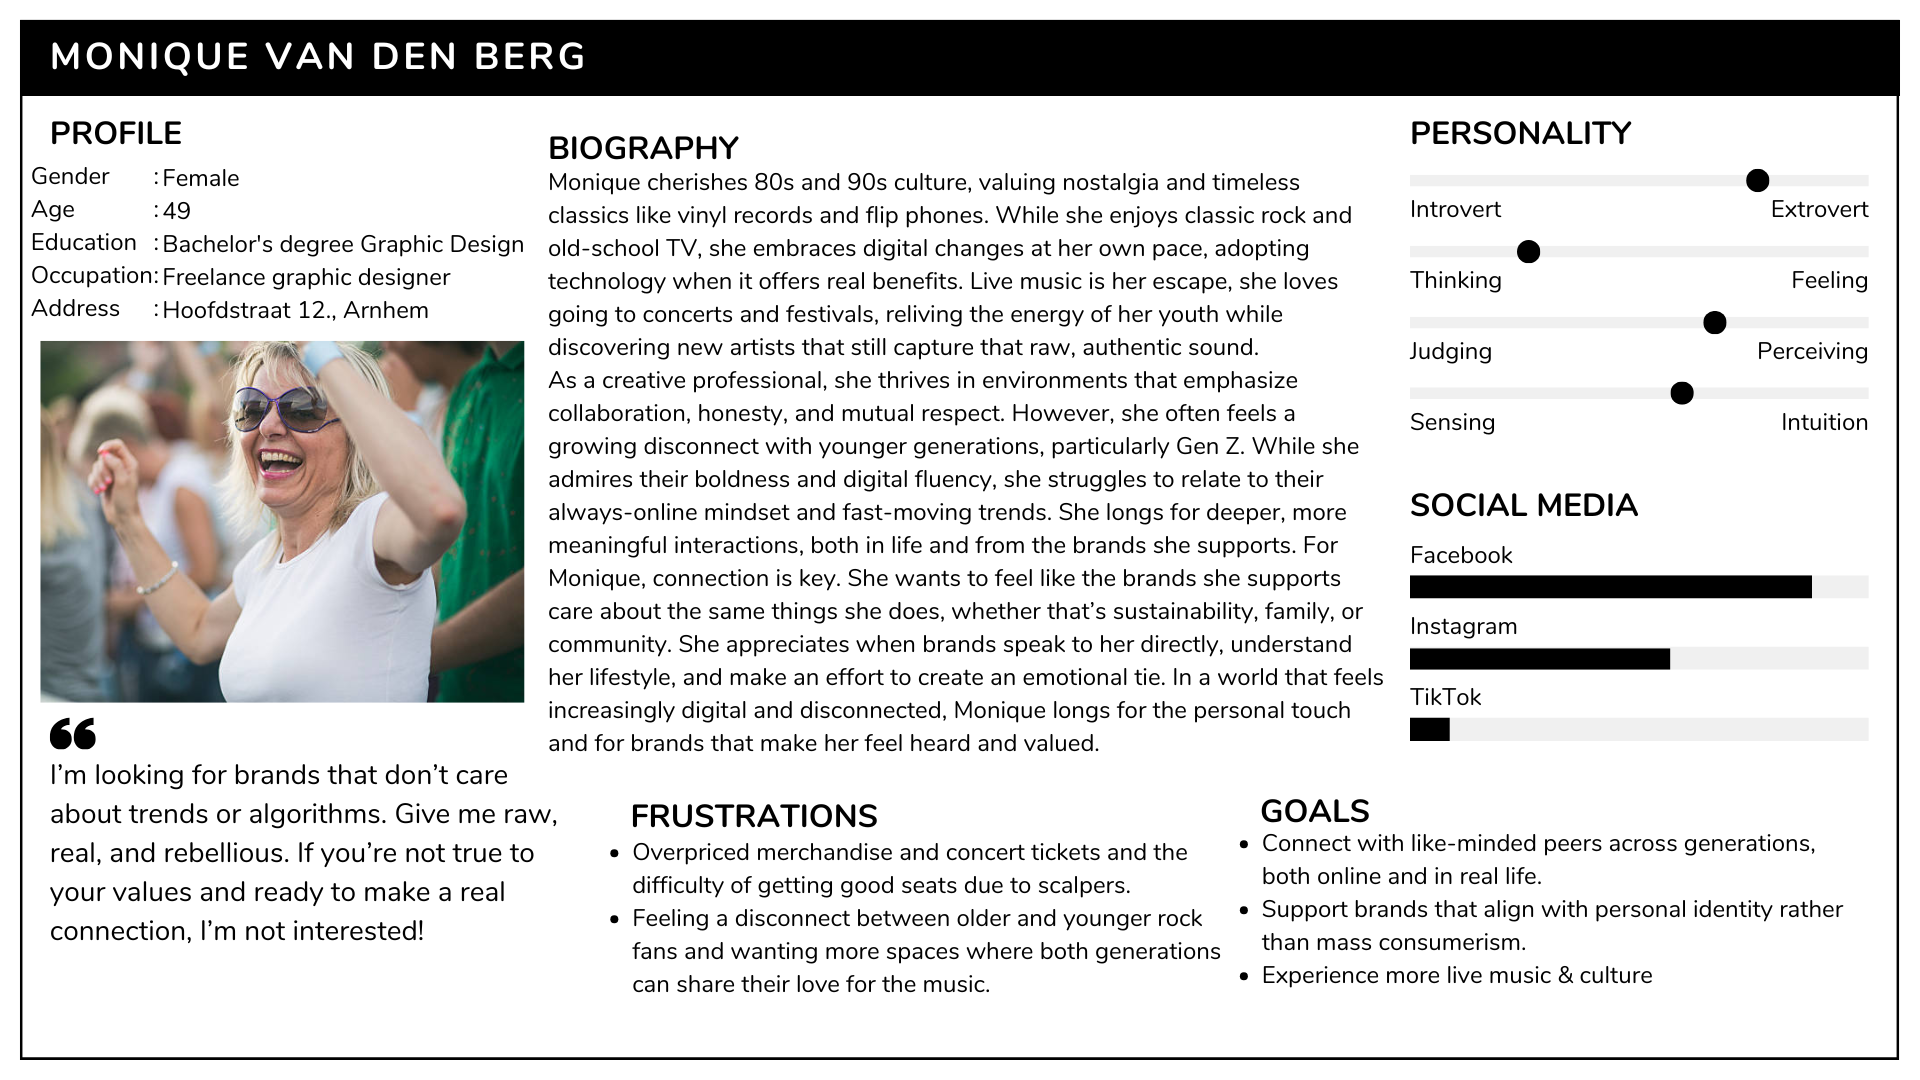 MONIQUE VAN DEN BERG
PROFILE
Gender : Female
Age : 49
Education : Bachelor's degree Graphic Design
Occupation: Freelance graphic designer
Address : Hoofdstraat 12., Arnhem
“
I’m looking for brands that don’t care
about trends or algorithms. Give me raw,
real, and rebellious. If you’re not true to
your values and ready to make a real
connection, I’m not interested!
BIOGRAPHY
Monique cherishes 80s and 90s culture, valuing nostalgia and timeless
classics like vinyl records and flip phones. While she enjoys classic rock and
old-school TV, she embraces digital changes at her own pace, adopting
technology when it offers real benefits. Live music is her escape, she loves
going to concerts and festivals, reliving the energy of her youth while
discovering new artists that still capture that raw, authentic sound.
As a creative professional, she thrives in environments that emphasize
collaboration, honesty, and mutual respect. However, she often feels a
growing disconnect with younger generations, particularly Gen Z. While she
admires their boldness and digital fluency, she struggles to relate to their
always-online mindset and fast-moving trends. She longs for deeper, more
meaningful interactions, both in life and from the brands she supports. For
Monique, connection is key. She wants to feel like the brands she supports
care about the same things she does, whether that’s sustainability, family, or
community. She appreciates when brands speak to her directly, understand
her lifestyle, and make an effort to create an emotional tie. In a world that feels
increasingly digital and disconnected, Monique longs for the personal touch
and for brands that make her feel heard and valued.
FRUSTRATIONS
• Overpriced merchandise and concert tickets and the
difficulty of getting good seats due to scalpers.
• Feeling a disconnect between older and younger rock
fans and wanting more spaces where both generations
can share their love for the music.
PERSONALITY
Introvert Extrovert
Thinking Feeling
Judging Perceiving
Sensing Intuition
SOCIAL MEDIA
Facebook
Instagram
TikTok
GOALS
• Connect with like-minded peers across generations,
both online and in real life.
• Support brands that align with personal identity rather
than mass consumerism.
• Experience more live music & culture